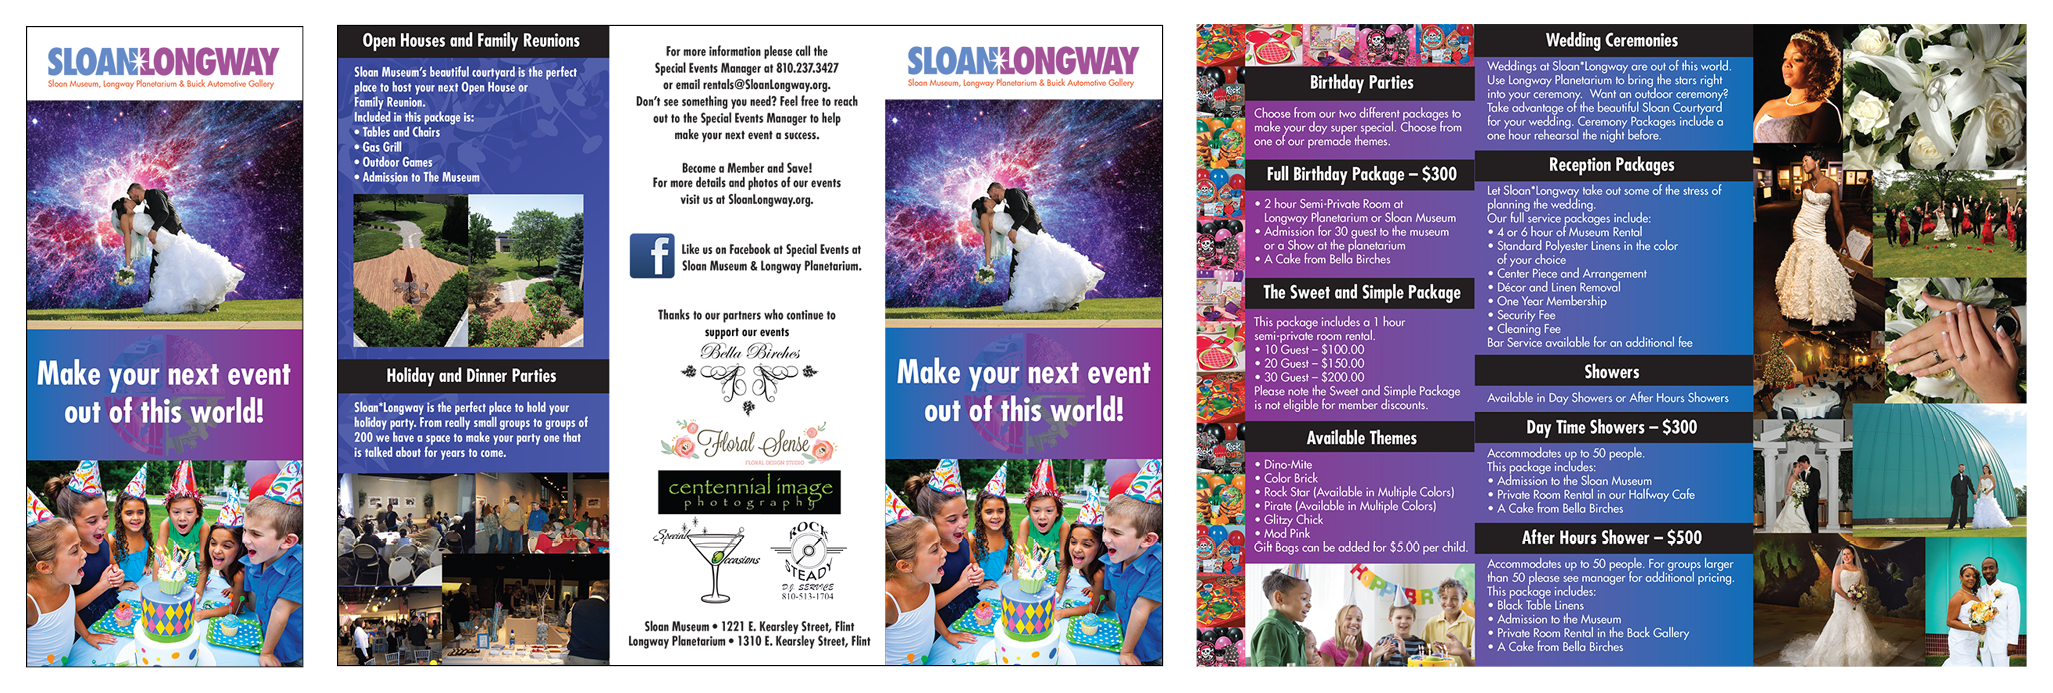 SLOAN*LONGWAY
Sloan Museum, Longway Planetarium & Buick Automotive Gallery
Make your next event
out of this world!
Open Houses and Family Reunions
Sloan Museum's beautiful courtyard is the perfect
place to host your next Open House or
Family Reunion.
Included in this package is:
• Tables and Chairs
• Gas Grill
• Outdoor Games
• Admission to The Museum
Holiday and Dinner Parties
Sloan*Longway is the perfect place to hold your
holiday party. From really small groups to groups of
200 we have a space to make your party one that
is talked about for years to come.
For more information please call the
Special Events Manager at 810.237.3427
or email rentals@SloanLongway.org.
Don't see something you need? Feel free to reach
out to the Special Events Manager to help
make your next event a success.
Become a Member and Save!
For more details and photos of our events
visit us at SloanLongway.org.
f
Like us on Facebook at Special Events at
Sloan Museum & Longway Planetarium.
Thanks to our partners who continue to
support our events
Bella Birches
Floral Sense
FLORAL DESIGN STUDIO
centennial image
photography
Special Occasions
ROCK
STEADY
D.J. SERVICE
810-513-1704
Sloan Museum • 1221 E. Kearsley Street, Flint
Longway Planetarium • 1310 E. Kearsley Street, Flint
SLOAN*LONGWAY
Sloan Museum, Longway Planetarium & Buick Automotive Gallery
Make your next event
out of this world!
Birthday Parties
Choose from our two different packages to
make your day super special. Choose from
one of our premade themes.
Full Birthday Package – $300
• 2 hour Semi-Private Room at
Longway Planetarium or Sloan Museum
• Admission for 30 guest to the museum
or a Show at the planetarium
• A Cake from Bella Birches
The Sweet and Simple Package
This package includes a 1 hour
semi-private room rental.
• 10 Guest – $100.00
• 20 Guest – $150.00
• 30 Guest – $200.00
Please note the Sweet and Simple Package
is not eligible for member discounts.
Available Themes
• Dino-Mite
• Color Brick
• Rock Star (Available in Multiple Colors)
• Pirate (Available in Multiple Colors)
• Glitzy Chick
• Mod Pink
Gift Bags can be added for $5.00 per child.
Wedding Ceremonies
Weddings at Sloan*Longway are out of this world.
Use Longway Planetarium to bring the stars right
into your ceremony. Want an outdoor ceremony?
Take advantage of the beautiful Sloan Courtyard
for your wedding. Ceremony Packages include a
one hour rehearsal the night before.
Reception Packages
Let Sloan*Longway take out some of the stress of
planning the wedding.
Our full service packages include:
• 4 or 6 hour of Museum Rental
• Standard Polyester Linens in the color
of your choice
• Center Piece and Arrangement
• Décor and Linen Removal
• One Year Membership
• Security Fee
• Cleaning Fee
Bar Service available for an additional fee
Showers
Available in Day Showers or After Hours Showers
Day Time Showers – $300
Accommodates up to 50 people.
This package includes:
• Admission to the Sloan Museum
• Private Room Rental in our Halfway Cafe
• A Cake from Bella Birches
After Hours Shower – $500
Accommodates up to 50 people. For groups larger
than 50 please see manager for additional pricing.
This package includes:
• Black Table Linens
• Admission to the Museum
• Private Room Rental in the Back Gallery
• A Cake from Bella Birches